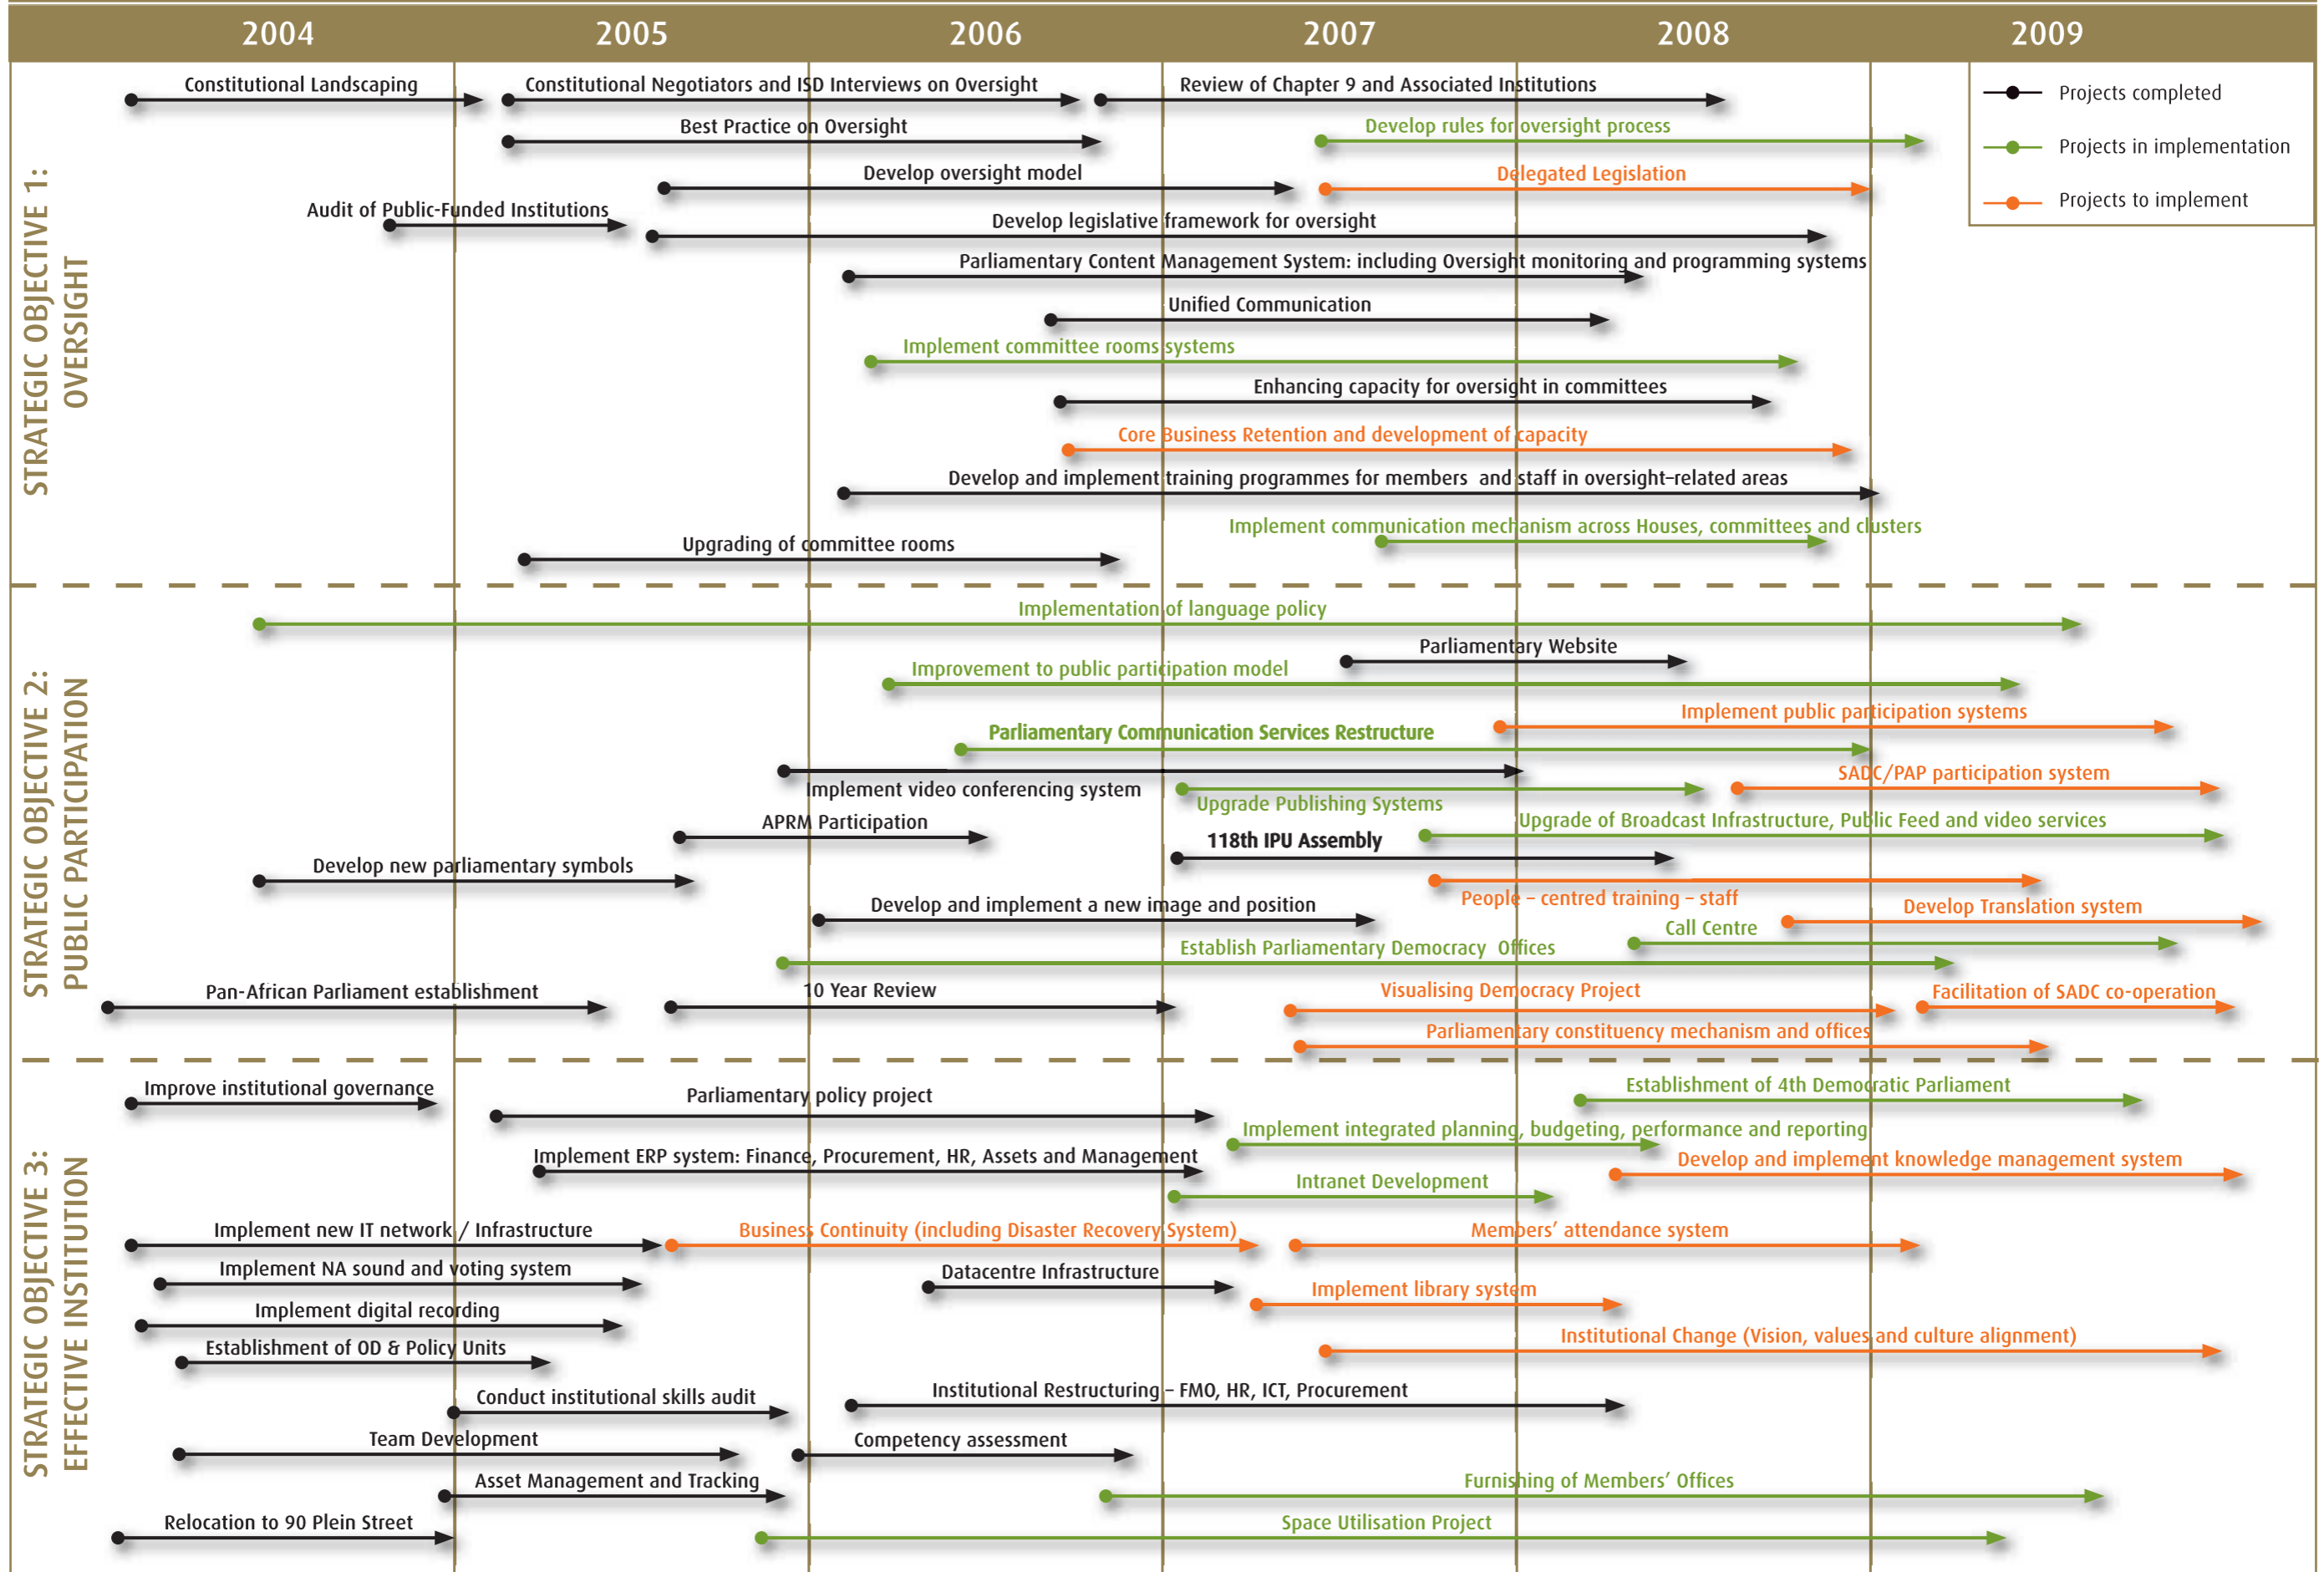 2004 2005 2006 2007 2008 2009
Projects completed
Projects in implementation
Projects to implement
STRATEGIC OBJECTIVE 1:
OVERSIGHT
Constitutional Landscaping
Constitutional Negotiators and ISD Interviews on Oversight
Review of Chapter 9 and Associated Institutions
Best Practice on Oversight
Develop rules for oversight process
Develop oversight model
Delegated Legislation
Audit of Public-Funded Institutions
Develop legislative framework for oversight
Parliamentary Content Management System: including Oversight monitoring and programming systems
Unified Communication
Implement committee rooms systems
Enhancing capacity for oversight in committees
Core Business Retention and development of capacity
Develop and implement training programmes for members and staff in oversight–related areas
Implement communication mechanism across Houses, committees and clusters
Upgrading of committee rooms
STRATEGIC OBJECTIVE 2:
PUBLIC PARTICIPATION
Implementation of language policy
Parliamentary Website
Improvement to public participation model
Implement public participation systems
Parliamentary Communication Services Restructure
SADC/PAP participation system
Implement video conferencing system
Upgrade Publishing Systems
APRM Participation
Upgrade of Broadcast Infrastructure, Public Feed and video services
118th IPU Assembly
Develop new parliamentary symbols
People – centred training – staff
Develop and implement a new image and position
Develop Translation system
Call Centre
Establish Parliamentary Democracy Offices
Pan-African Parliament establishment
10 Year Review
Visualising Democracy Project
Facilitation of SADC co-operation
Parliamentary constituency mechanism and offices
STRATEGIC OBJECTIVE 3:
EFFECTIVE INSTITUTION
Improve institutional governance
Parliamentary policy project
Establishment of 4th Democratic Parliament
Implement integrated planning, budgeting, performance and reporting
Implement ERP system: Finance, Procurement, HR, Assets and Management
Develop and implement knowledge management system
Intranet Development
Implement new IT network / Infrastructure
Business Continuity (including Disaster Recovery System)
Members’ attendance system
Implement NA sound and voting system
Datacentre Infrastructure
Implement library system
Implement digital recording
Institutional Change (Vision, values and culture alignment)
Establishment of OD & Policy Units
Conduct institutional skills audit
Institutional Restructuring – FMO, HR, ICT, Procurement
Team Development
Competency assessment
Asset Management and Tracking
Furnishing of Members’ Offices
Relocation to 90 Plein Street
Space Utilisation Project